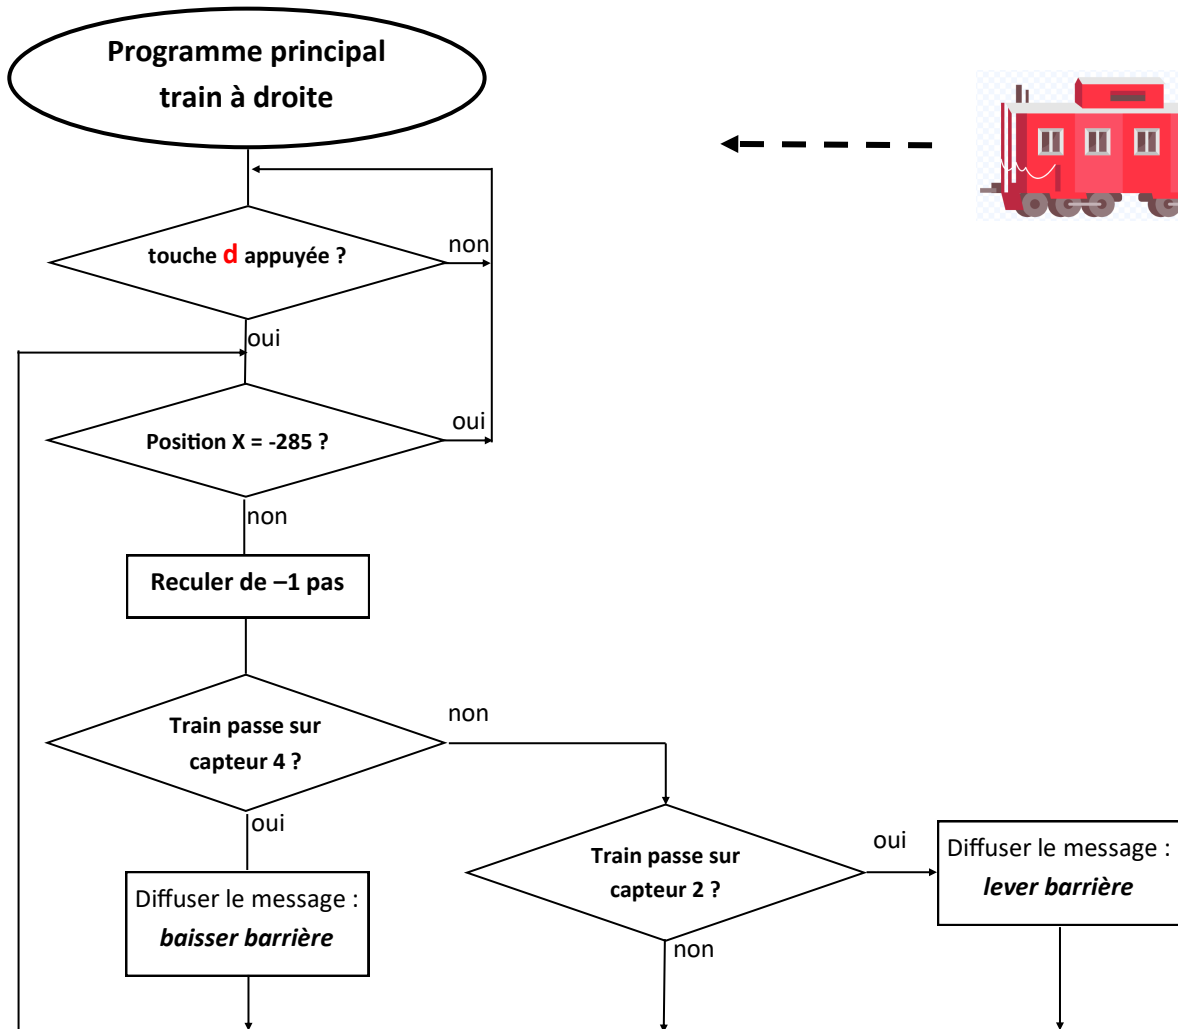 Programme principal
train à droite
touche d appuyée ?
non
oui
Position X = -285 ?
oui
non
Reculer de –1 pas
Train passe sur
capteur 4 ?
non
oui
Train passe sur
capteur 2 ?
oui
non
Diffuser le message :
lever barrière
Diffuser le message :
baisser barrière